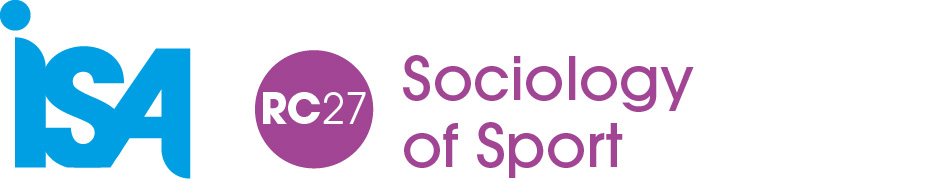 iSA
RC27
Sociology
of Sport